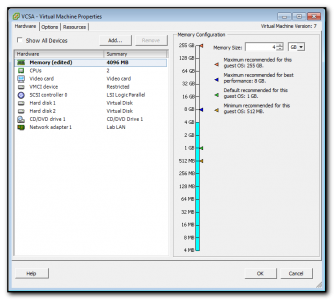 VCSA - Virtual Machine Properties
Hardware Options Resources
Virtual Machine Version: 7
Show All Devices
Add...
Remove
Hardware Summary
Memory (edited) 4096 MB
CPUs 2
Video card Video card
VMCI device Restricted
SCSI controller 0 LSI Logic Parallel
Hard disk 1 Virtual Disk
Hard disk 2 Virtual Disk
CD/DVD drive 1 CD/DVD Drive 1
Network adapter 1 Lab LAN
Memory Configuration
255 GB
128 GB
64 GB
32 GB
16 GB
8 GB
4 GB
2 GB
1 GB
512 MB
256 MB
128 MB
64 MB
32 MB
16 MB
8 MB
4 MB
Memory Size: 4 GB
Maximum recommended for this
guest OS: 255 GB.
Maximum recommended for best
performance: 8 GB.
Default recommended for this
guest OS: 1 GB.
Minimum recommended for this
guest OS: 512 MB.
Help
OK
Cancel